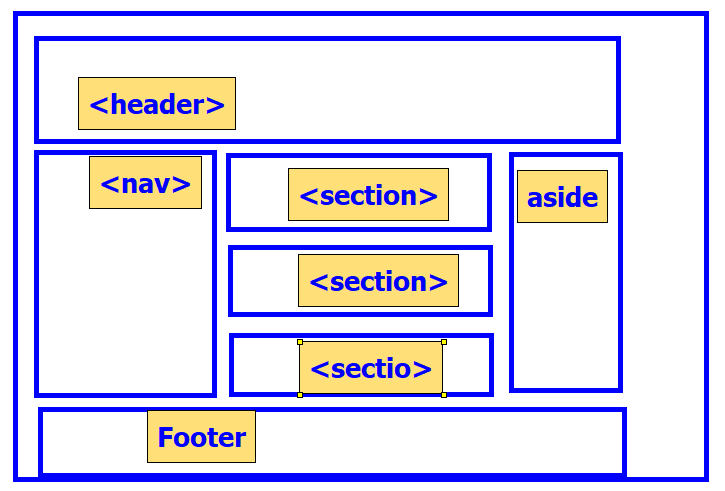 <header>
<nav>
<section>
aside
<section>
<sectio>
Footer